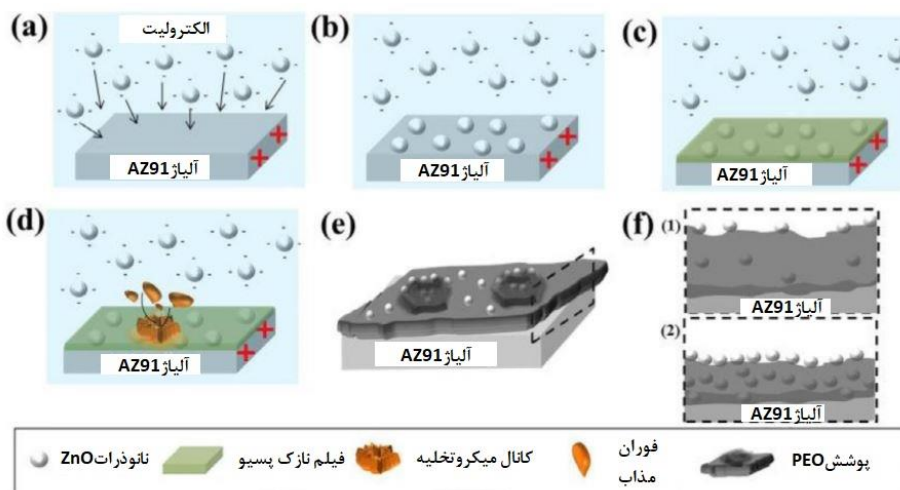 (a)
الکترولیت
آلیاژ AZ91
(b)
آلیاژ AZ91
(c)
آلیاژ AZ91
(d)
آلیاژ AZ91
(e)
آلیاژ AZ91
(f)
(1)
آلیاژ AZ91
(2)
آلیاژ AZ91
نانوذرات ZnO
فیلم نازک پسیو
کانال میکروتخلیه
فوران
مذاب
پوشش PEO